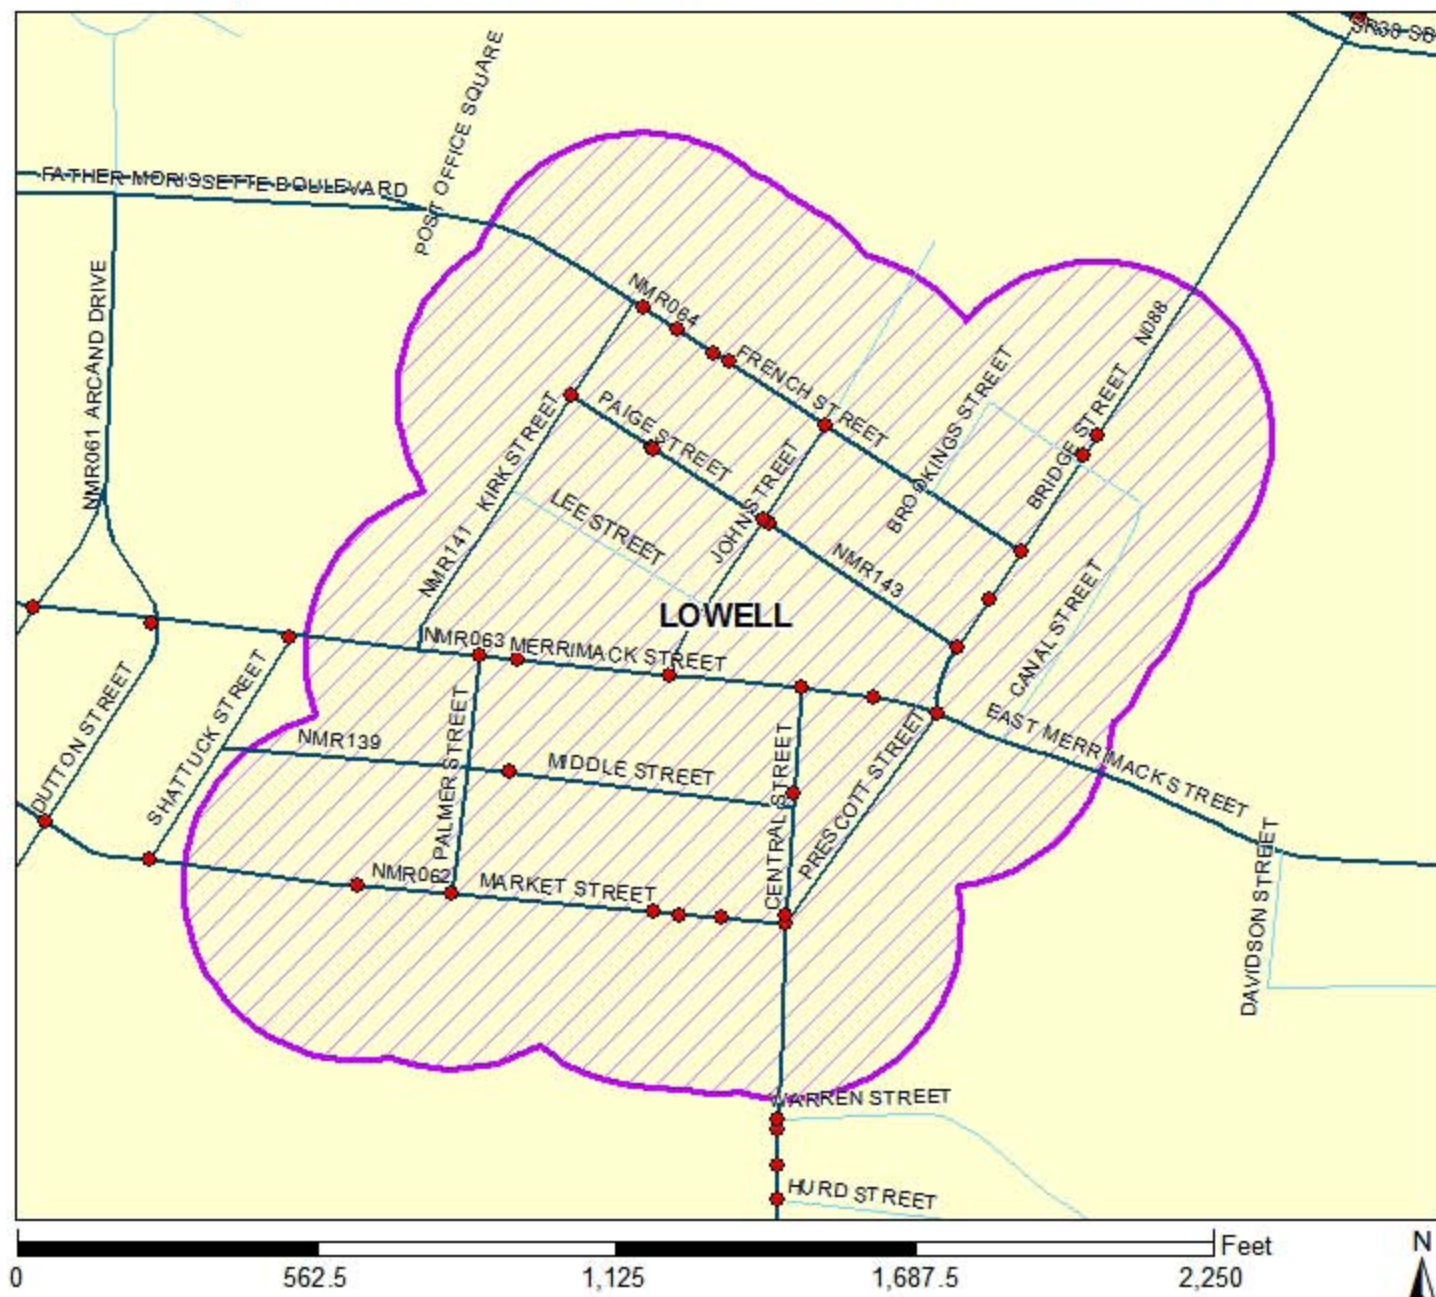 SR38 SB
POST OFFICE SQUARE
FATHER MORISSETTE BOULEVARD
NMR061 ARCAND DRIVE
NMR064
N088
FRENCH STREET
BROOKINGS STREET
BRIDGE STREET
PAIGE STREET
KIRK STREET
JOHN STREET
LEE STREET
NMR141
NMR143
CANAL STREET
LOWELL
NMR063 MERRIMACK STREET
DUTTON STREET
SHATTUCK STREET
PALMER STREET
EAST MERRIMACK STREET
NMR139
MIDDLE STREET
CENTRAL STREET
PRESCOTT STREET
NMR062
MARKET STREET
DAVIDSON STREET
WARREN STREET
HURD STREET
Feet
0 562.5 1,125 1,687.5 2,250
N